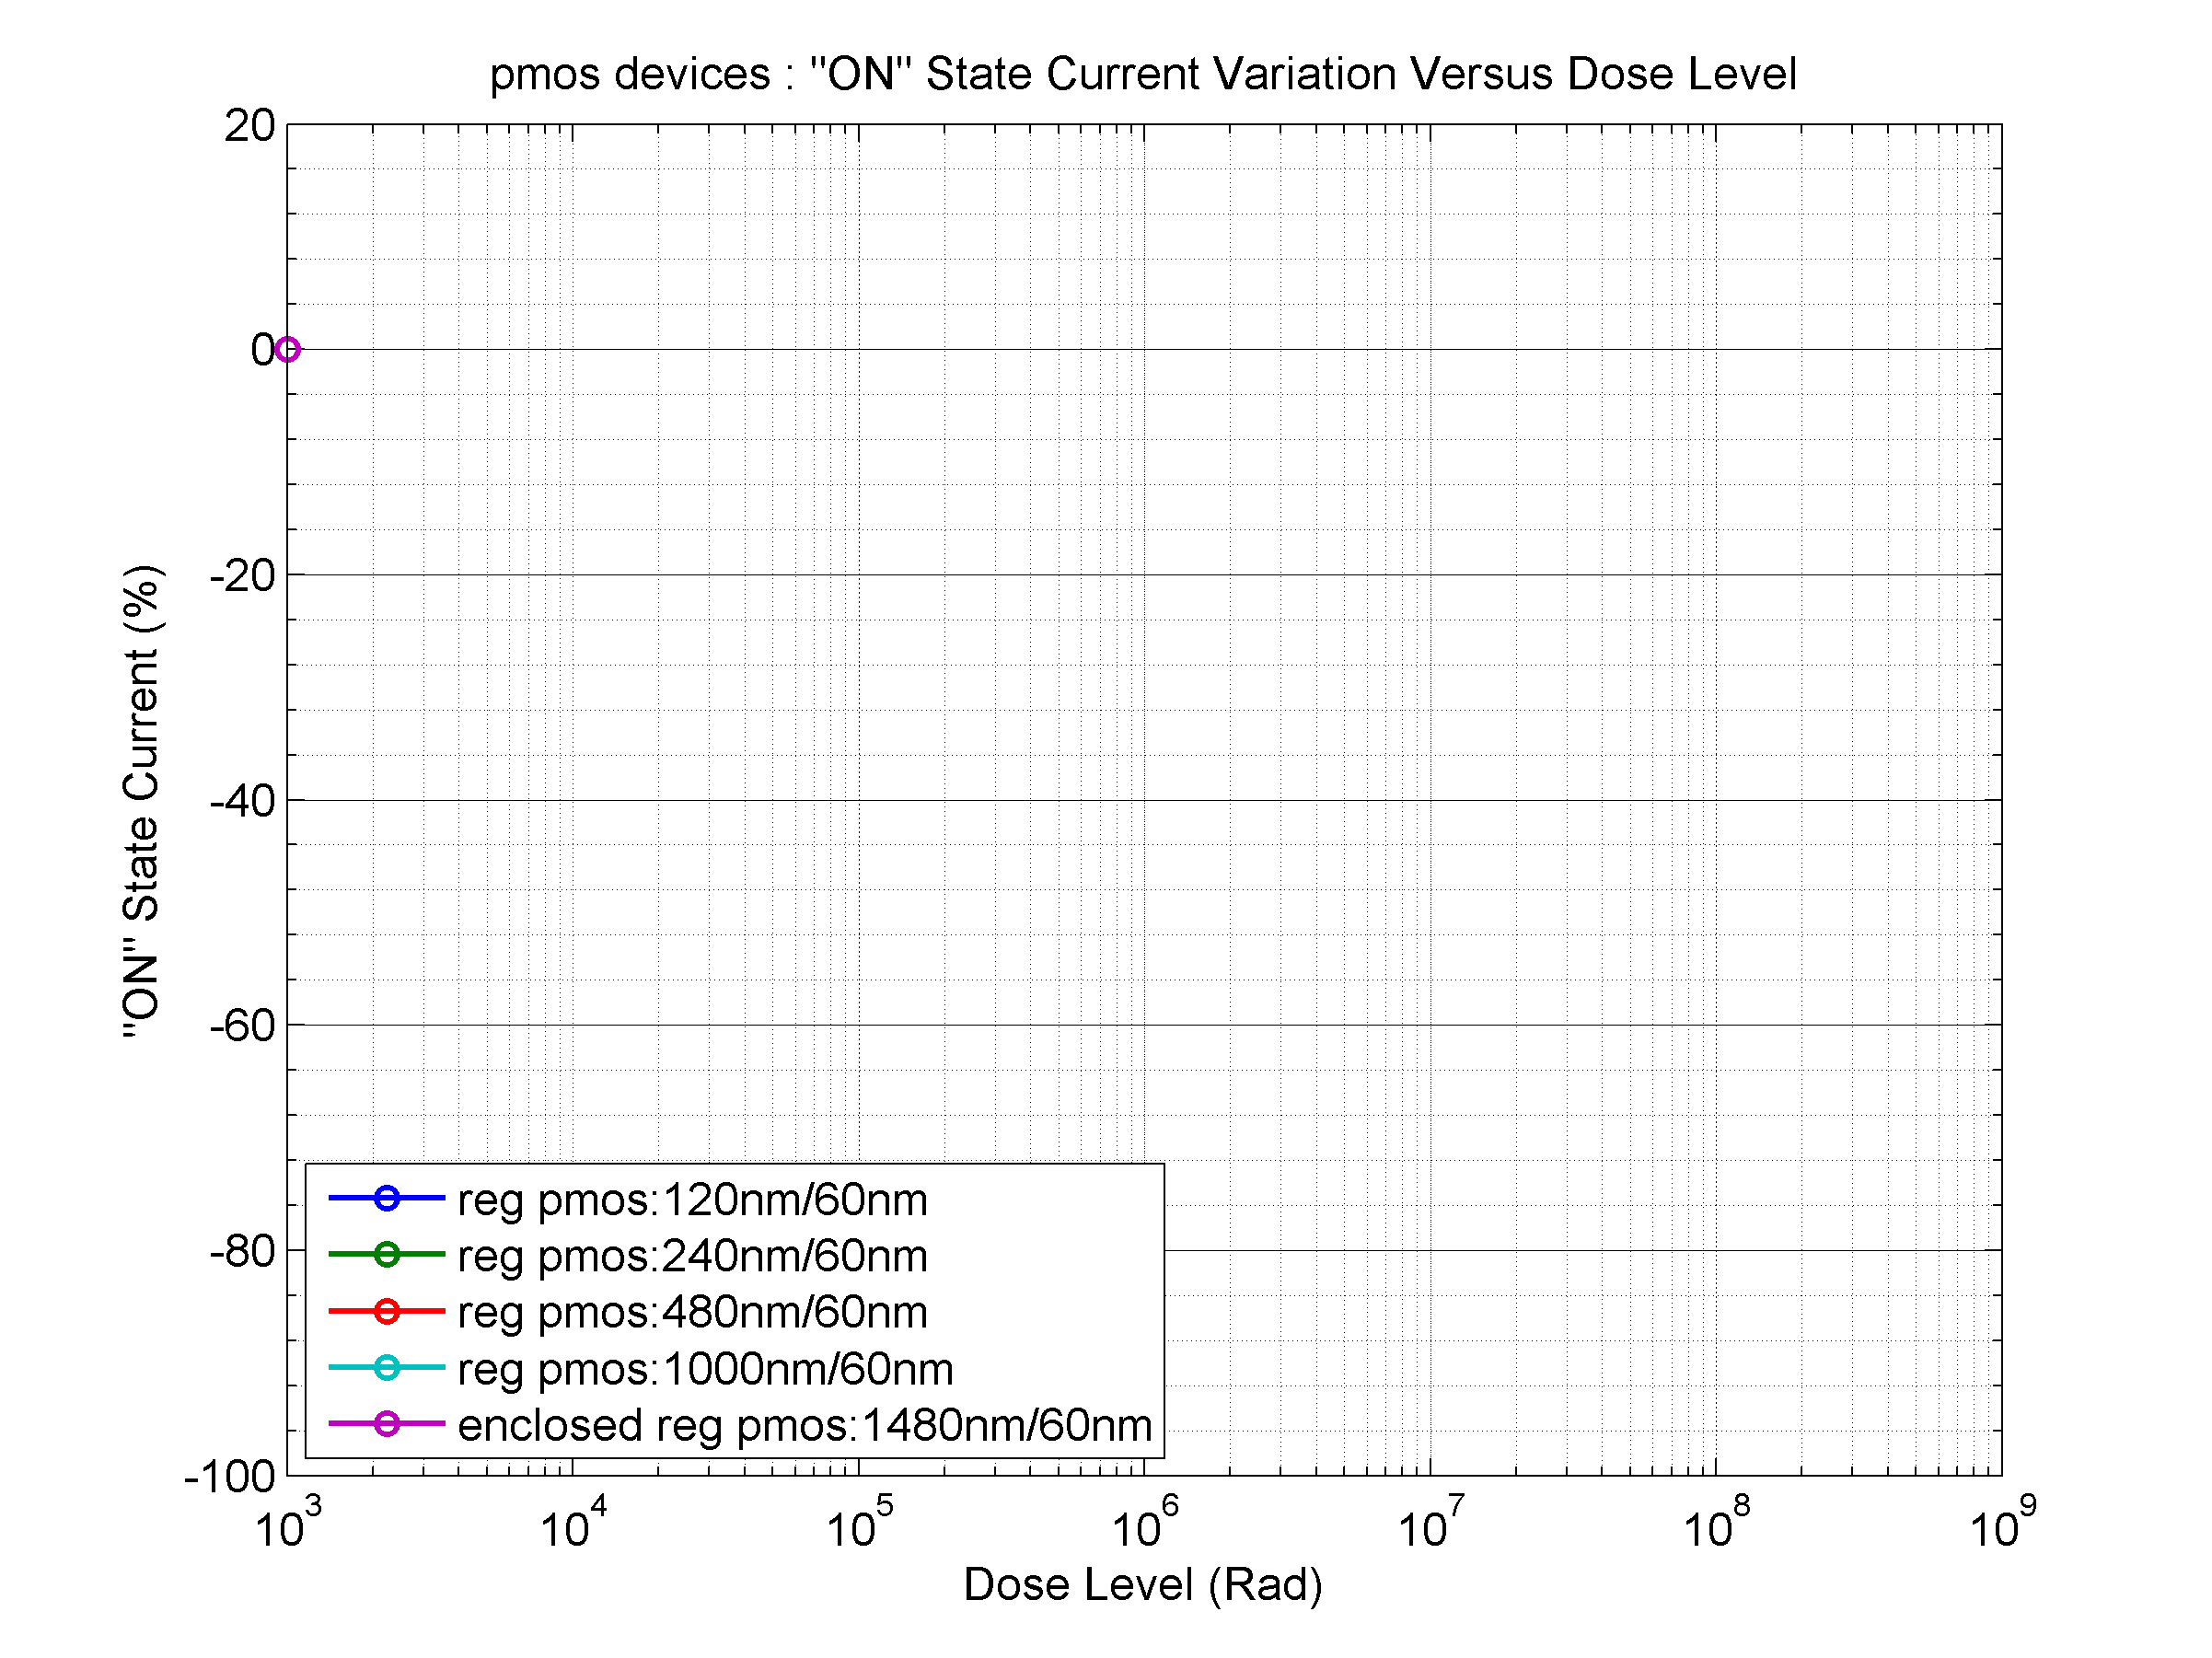 pmos devices : "ON" State Current Variation Versus Dose Level
20
0
-20
-40
-60
-80
-100
"ON" State Current (%)
reg pmos:120nm/60nm
reg pmos:240nm/60nm
reg pmos:480nm/60nm
reg pmos:1000nm/60nm
enclosed reg pmos:1480nm/60nm
10^3 10^4 10^5 10^6 10^7 10^8 10^9
Dose Level (Rad)